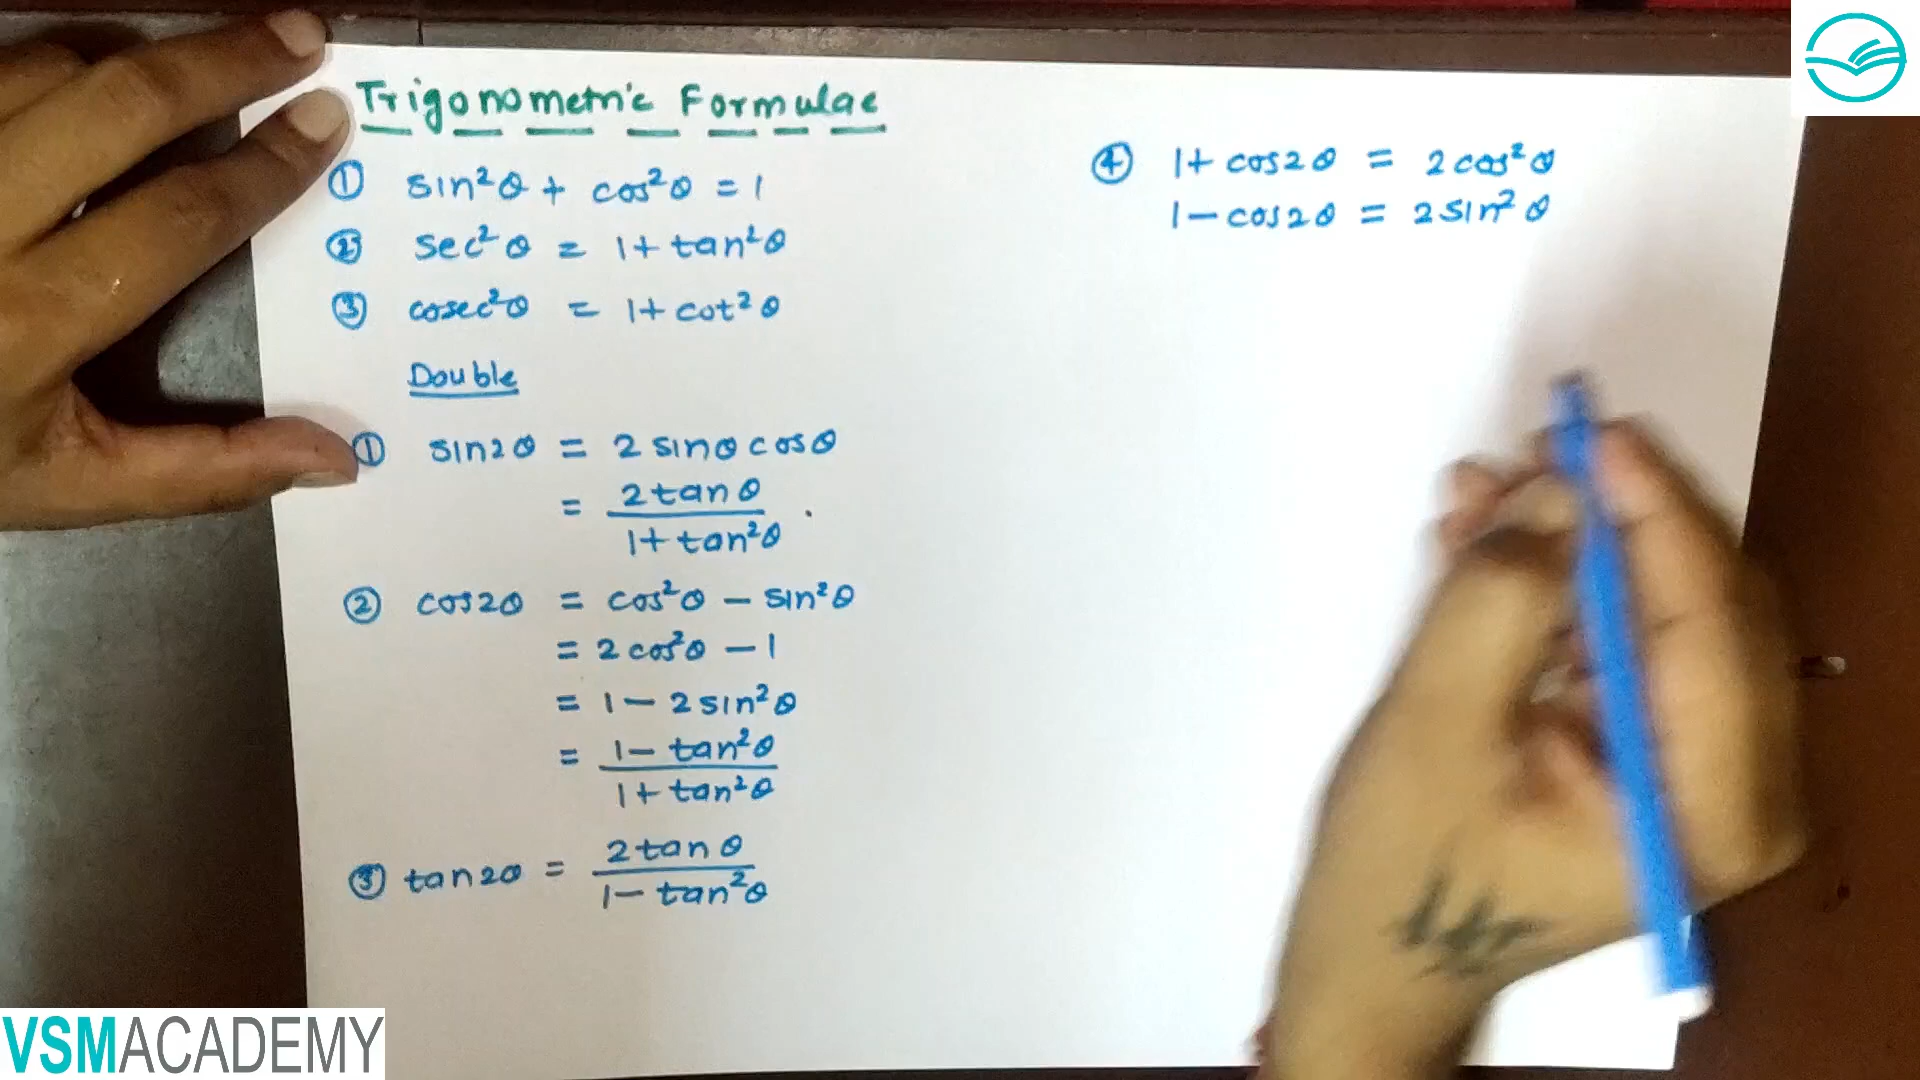 Trigonometric Formulae
① sin²θ + cos²θ = 1
② sec²θ = 1 + tan²θ
③ cosec²θ = 1 + cot²θ
Double
① sin2θ = 2 sinθ cosθ
= 2tanθ / 1 + tan²θ .
② cos2θ = cos²θ – sin²θ
= 2cos²θ – 1
= 1 – 2sin²θ
= 1 – tan²θ / 1 + tan²θ
③ tan2θ = 2tanθ / 1 – tan²θ
④ 1 + cos2θ = 2cos²θ
1 – cos2θ = 2sin²θ
VSMACADEMY